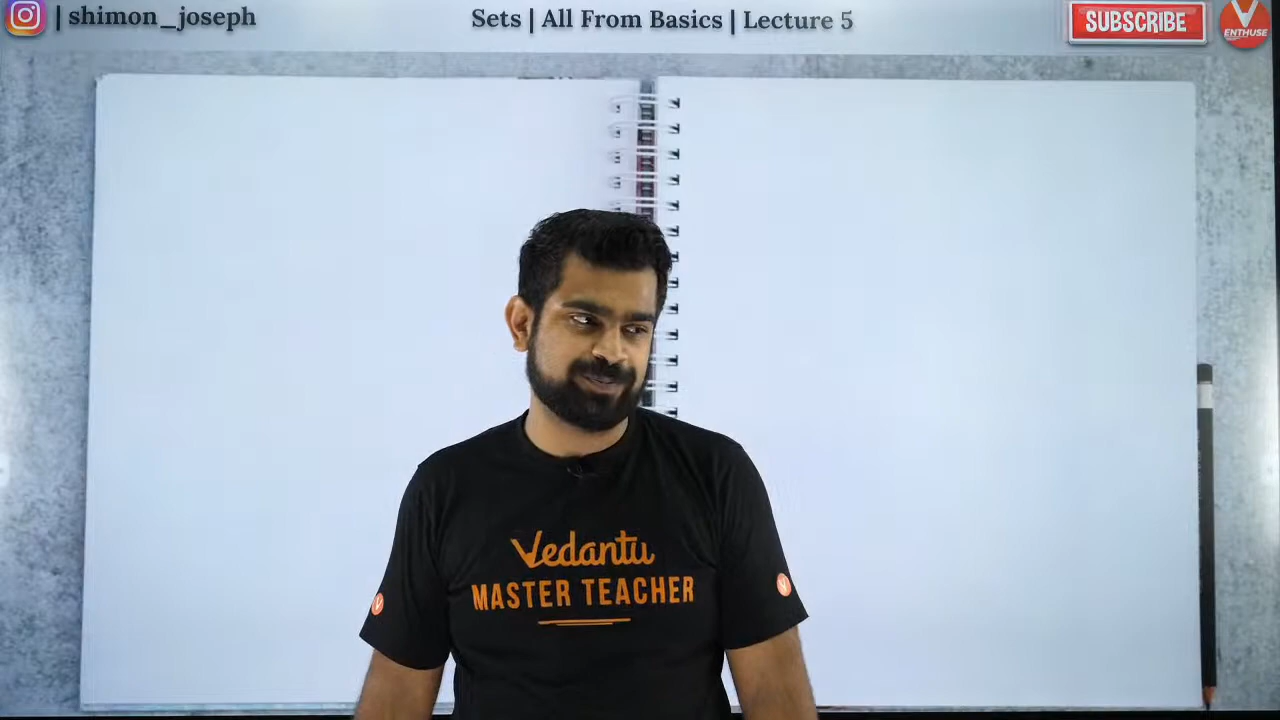 | shimon_joseph
Sets | All From Basics | Lecture 5
SUBSCRIBE
V
ENTHUSE
Vedantu
MASTER TEACHER
V
V